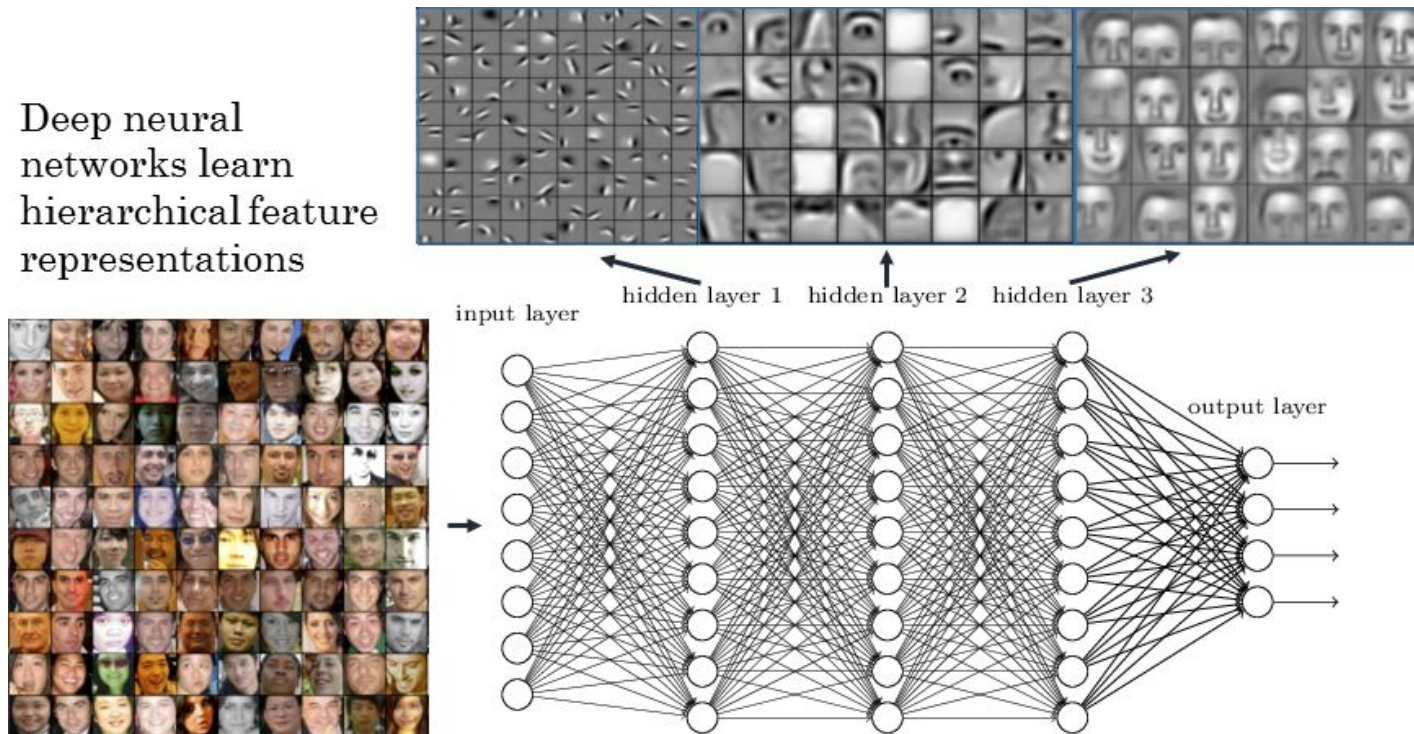 Deep neural
networks learn
hierarchical feature
representations
hidden layer 1
hidden layer 2
hidden layer 3
input layer
output layer